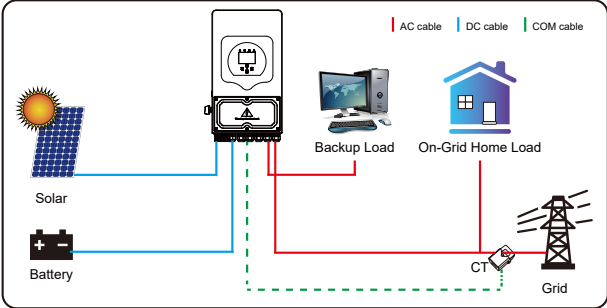 AC cable
DC cable
COM cable
Backup Load
On-Grid Home Load
Solar
CT
Battery
Grid